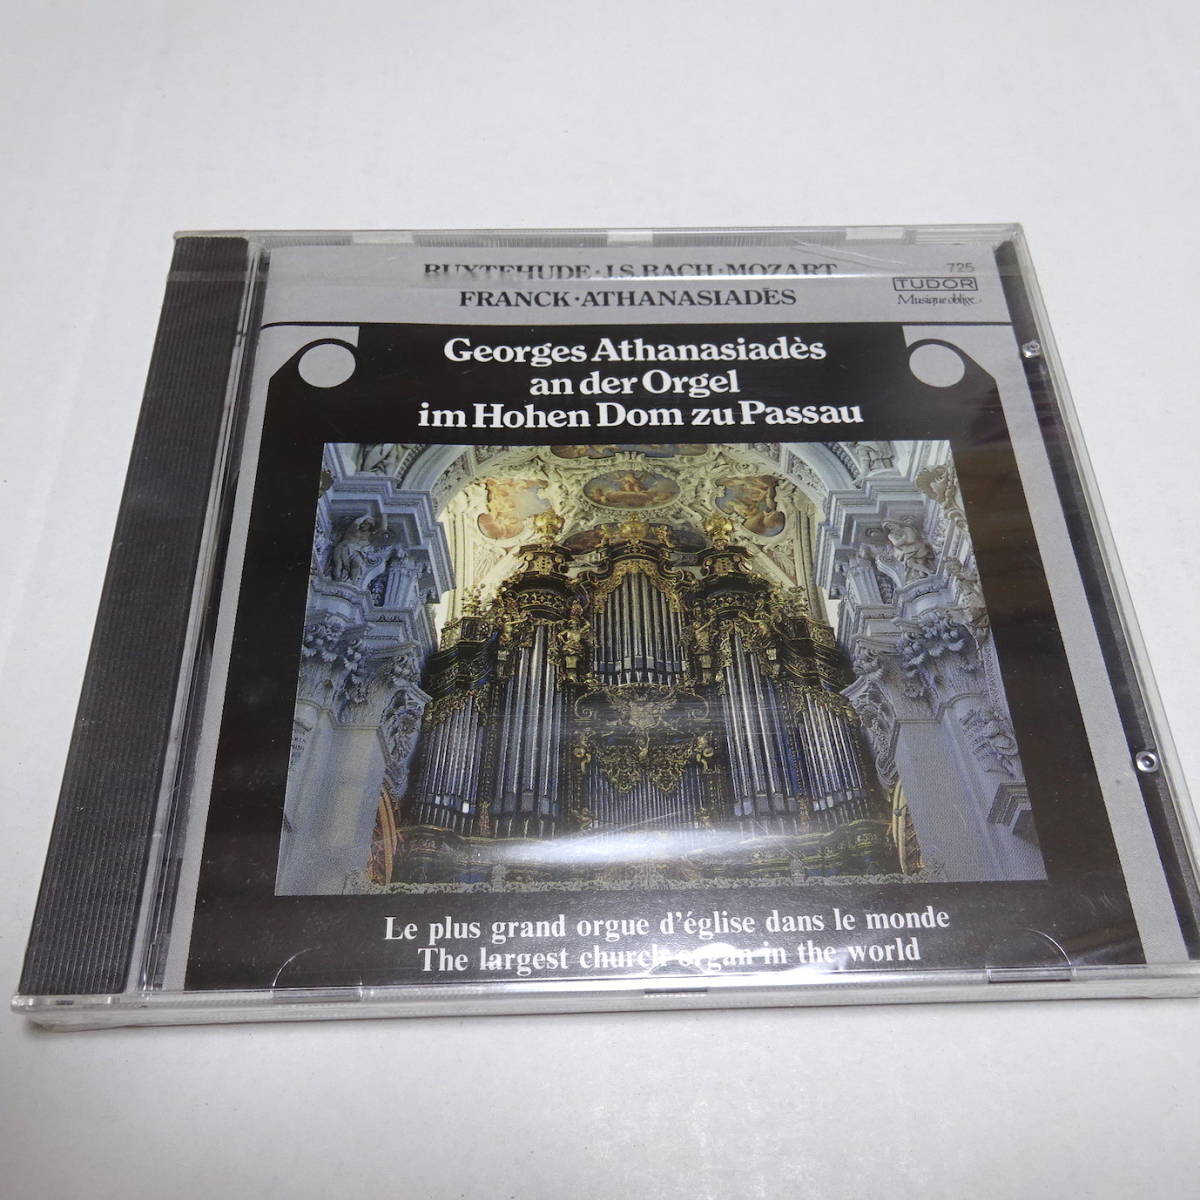 BUXTEHUDE·J.S.BACH·MOZART
FRANCK·ATHANASIADÈS
725
TUDOR
Musique oblige
Georges Athanasiadès
an der Orgel
im Hohen Dom zu Passau
Le plus grand orgue d'église dans le monde
The largest church organ in the world